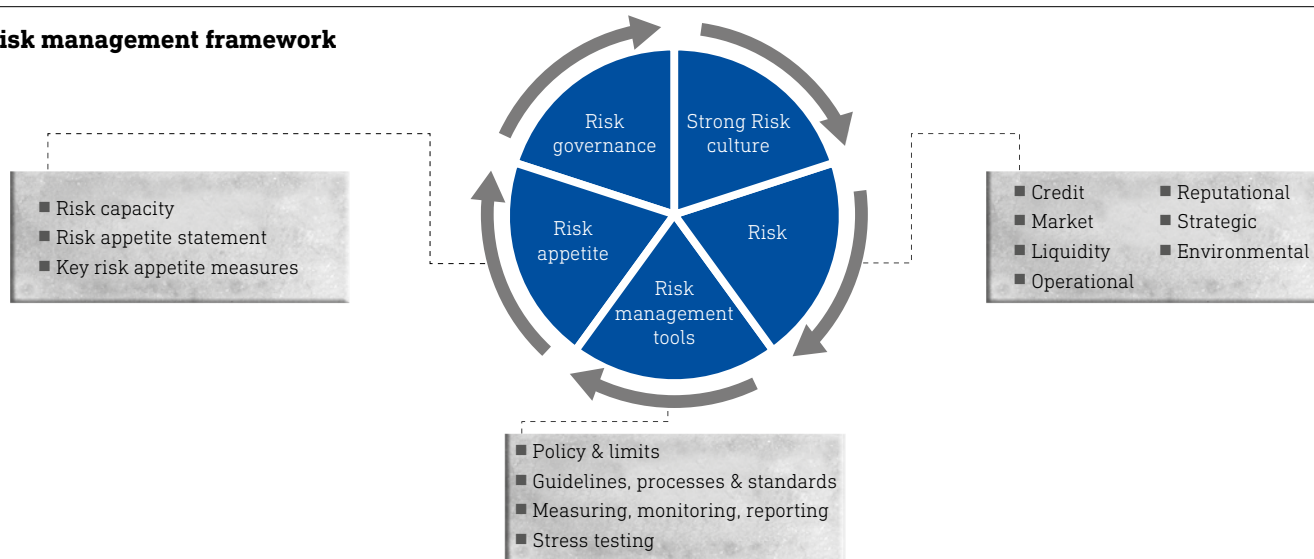 isk management framework
Risk
governance
Strong Risk
culture
Risk
appetite
Risk
Risk
management
tools
■ Risk capacity
■ Risk appetite statement
■ Key risk appetite measures
■ Credit
■ Market
■ Liquidity
■ Operational
■ Reputational
■ Strategic
■ Environmental
■ Policy & limits
■ Guidelines, processes & standards
■ Measuring, monitoring, reporting
■ Stress testing